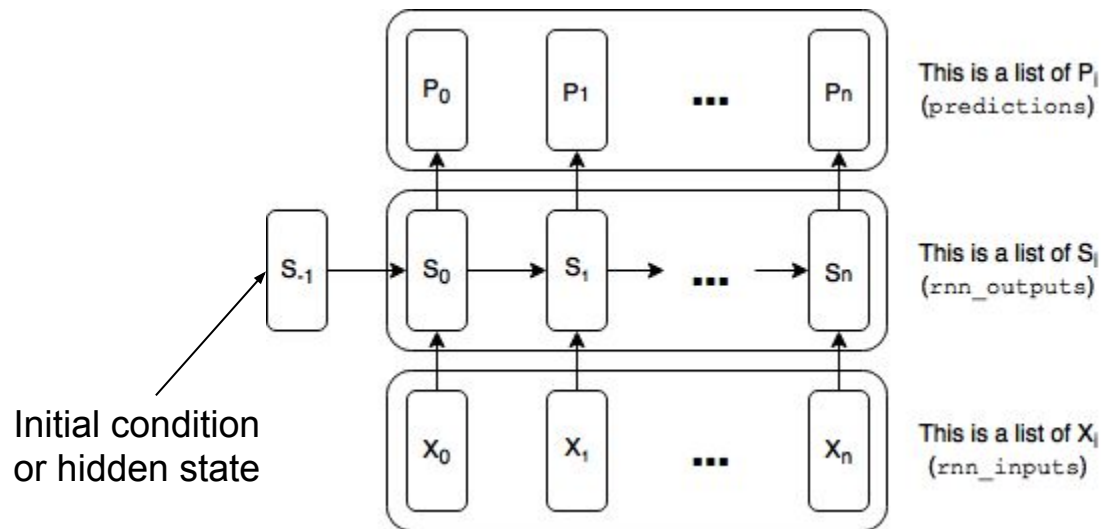 P0 P1 ... Pn
This is a list of Pi
(predictions)
S-1 S0 S1 ... Sn
This is a list of Si
(rnn_outputs)
Initial condition
or hidden state
X0 X1 ... Xn
This is a list of Xi
(rnn_inputs)